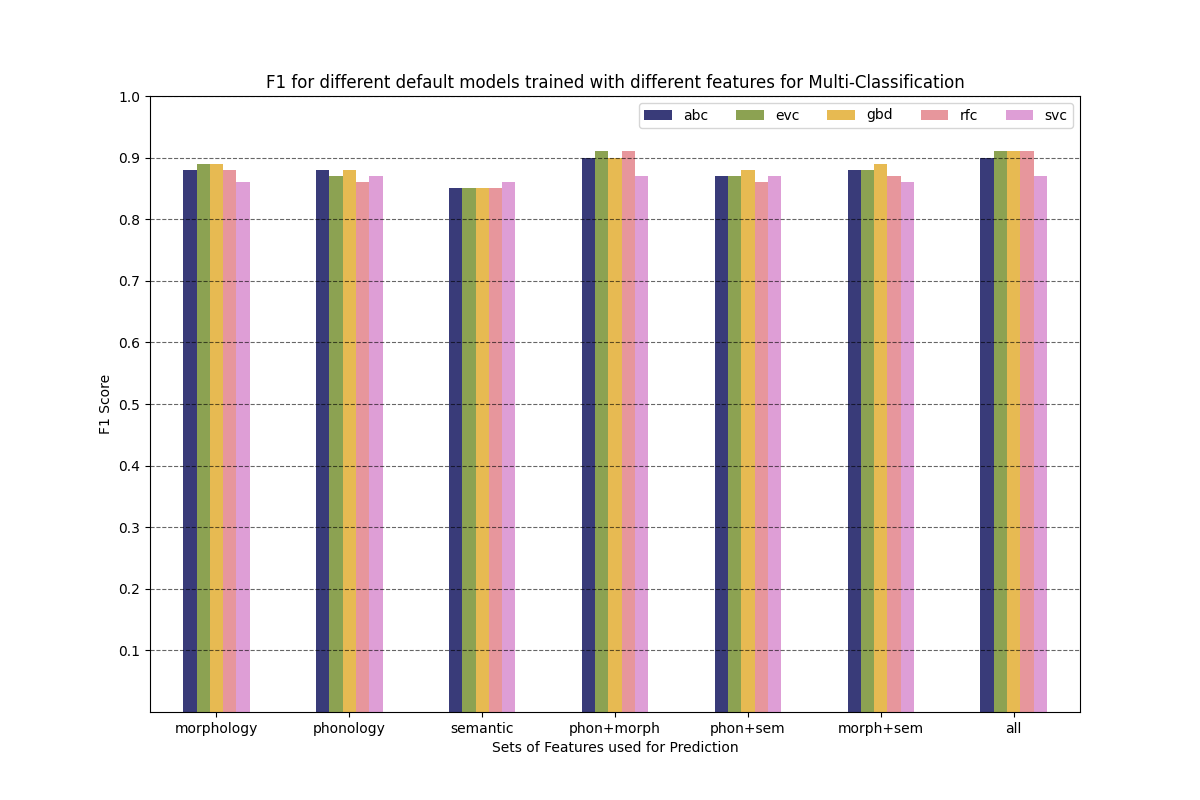 F1 for different default models trained with different features for Multi-Classification
abc evc gbd rfc svc
1.0
0.9
0.8
0.7
0.6
0.5
0.4
0.3
0.2
0.1
F1 Score
morphology phonology semantic phon+morph phon+sem morph+sem all
Sets of Features used for Prediction